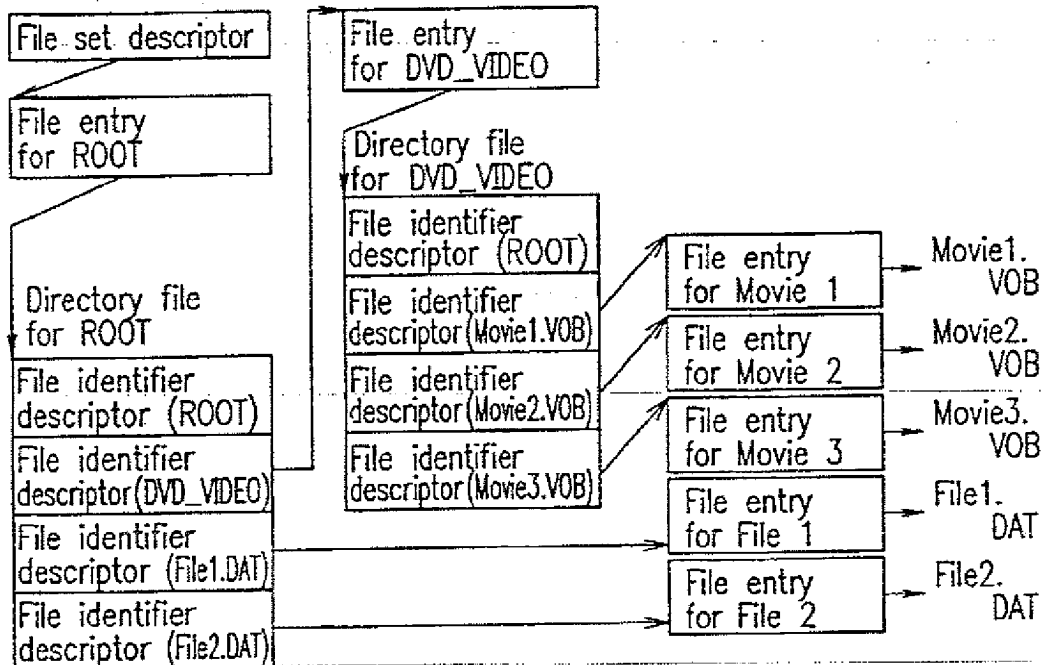 File set descriptor
File entry
for ROOT
Directory file
for ROOT
File identifier
descriptor (ROOT)
File identifier
descriptor(DVD_VIDEO)
File identifier
descriptor (File1.DAT)
File identifier
descriptor (File2.DAT)
File entry
for DVD_VIDEO
Directory file
for DVD_VIDEO
File identifier
descriptor (ROOT)
File identifier
descriptor(Movie1.VOB)
File identifier
descriptor(Movie2.VOB)
File identifier
descriptor(Movie3.VOB)
File entry
for Movie 1
File entry
for Movie 2
File entry
for Movie 3
File entry
for File 1
File entry
for File 2
Movie1.
VOB
Movie2.
VOB
Movie3.
VOB
File1.
DAT
File2.
DAT